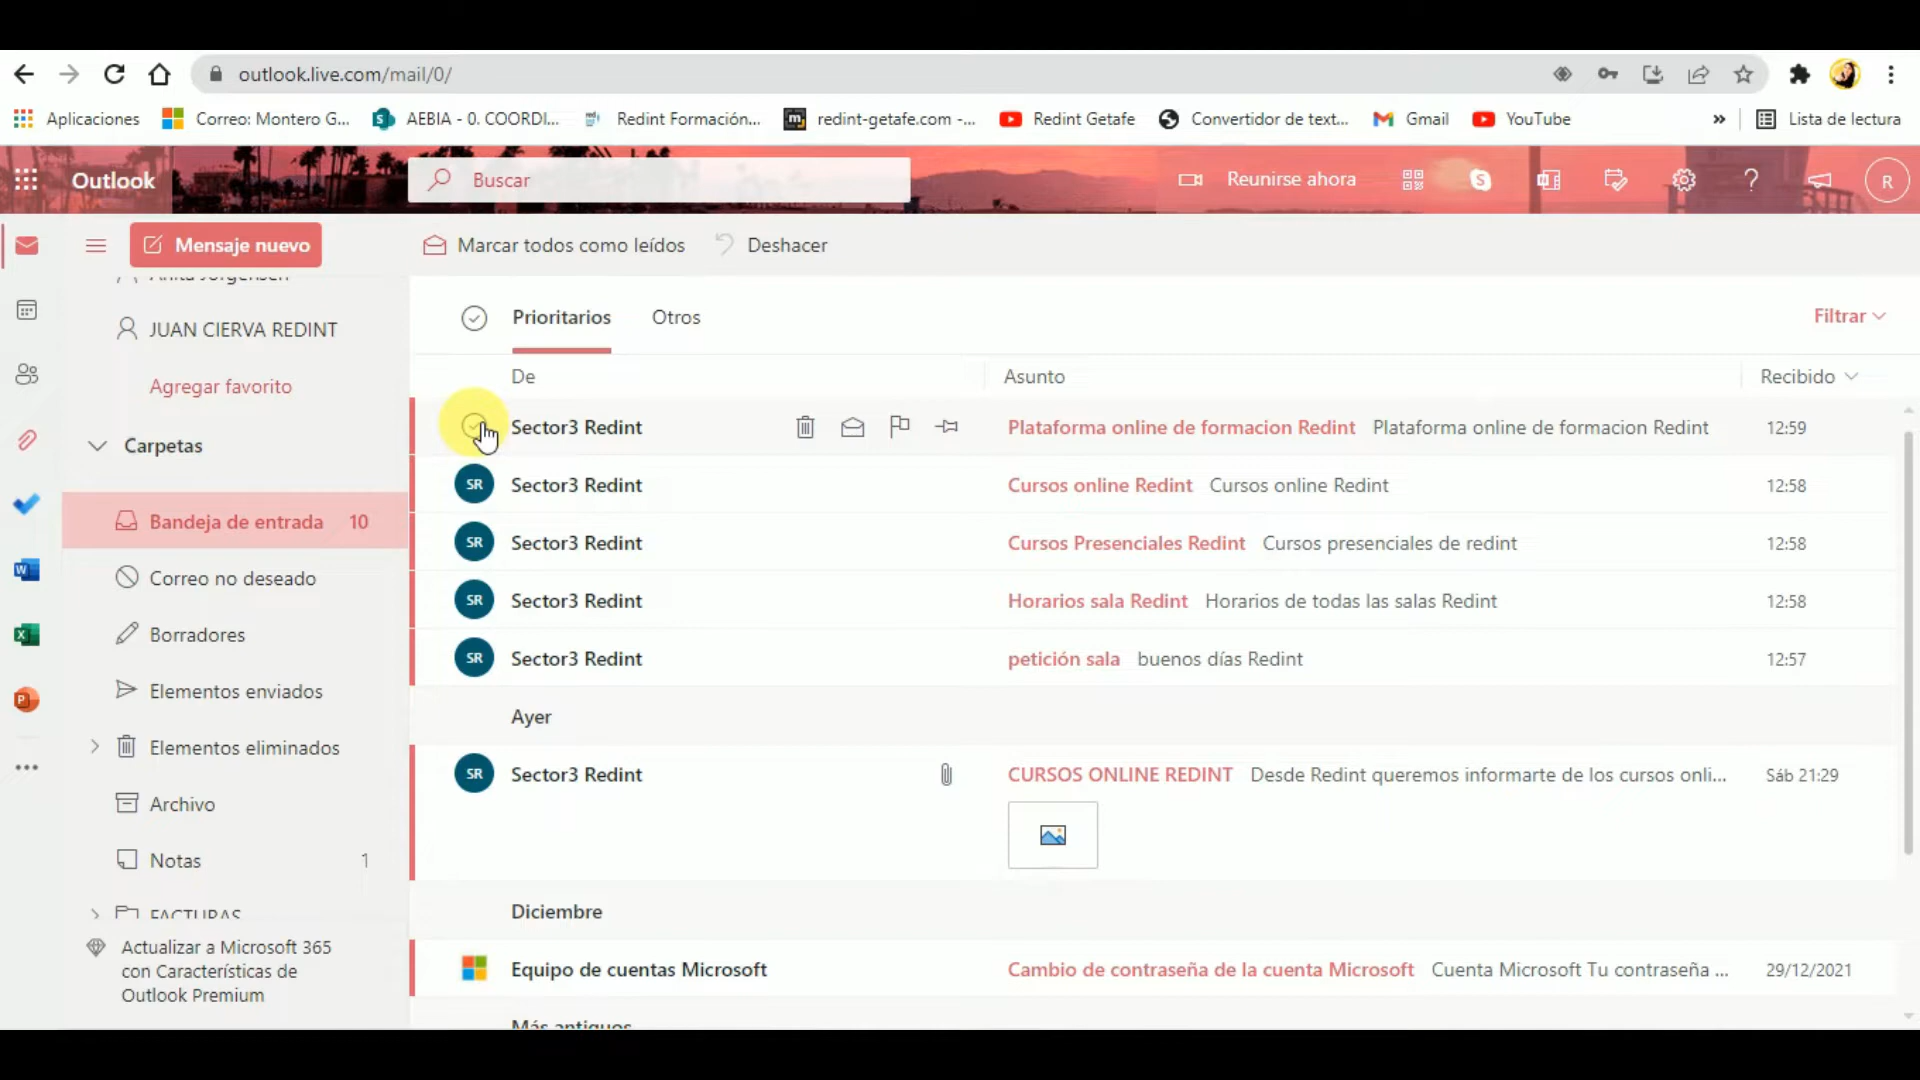 outlook.live.com/mail/0/
Aplicaciones
Correo: Montero G...
AEBIA - 0. COORDI...
Redint Formación...
redint-getafe.com -...
Redint Getafe
Convertidor de text...
Gmail
YouTube
»
Lista de lectura
Outlook
Buscar
Reunirse ahora
R
Mensaje nuevo
Marcar todos como leídos
Deshacer
Anita Jorgensen
JUAN CIERVA REDINT
Agregar favorito
Carpetas
Bandeja de entrada 10
Correo no deseado
Borradores
Elementos enviados
Elementos eliminados
Archivo
Notas 1
FACTURAS
Actualizar a Microsoft 365
con Características de
Outlook Premium
Prioritarios
Otros
Filtrar
De
Asunto
Recibido
Sector3 Redint Plataforma online de formacion Redint Plataforma online de formacion Redint 12:59
SR Sector3 Redint Cursos online Redint Cursos online Redint 12:58
SR Sector3 Redint Cursos Presenciales Redint Cursos presenciales de redint 12:58
SR Sector3 Redint Horarios sala Redint Horarios de todas las salas Redint 12:58
SR Sector3 Redint petición sala buenos días Redint 12:57
Ayer
SR Sector3 Redint CURSOS ONLINE REDINT Desde Redint queremos informarte de los cursos onli... Sáb 21:29
Diciembre
Equipo de cuentas Microsoft Cambio de contraseña de la cuenta Microsoft Cuenta Microsoft Tu contraseña ... 29/12/2021
Más antiguos